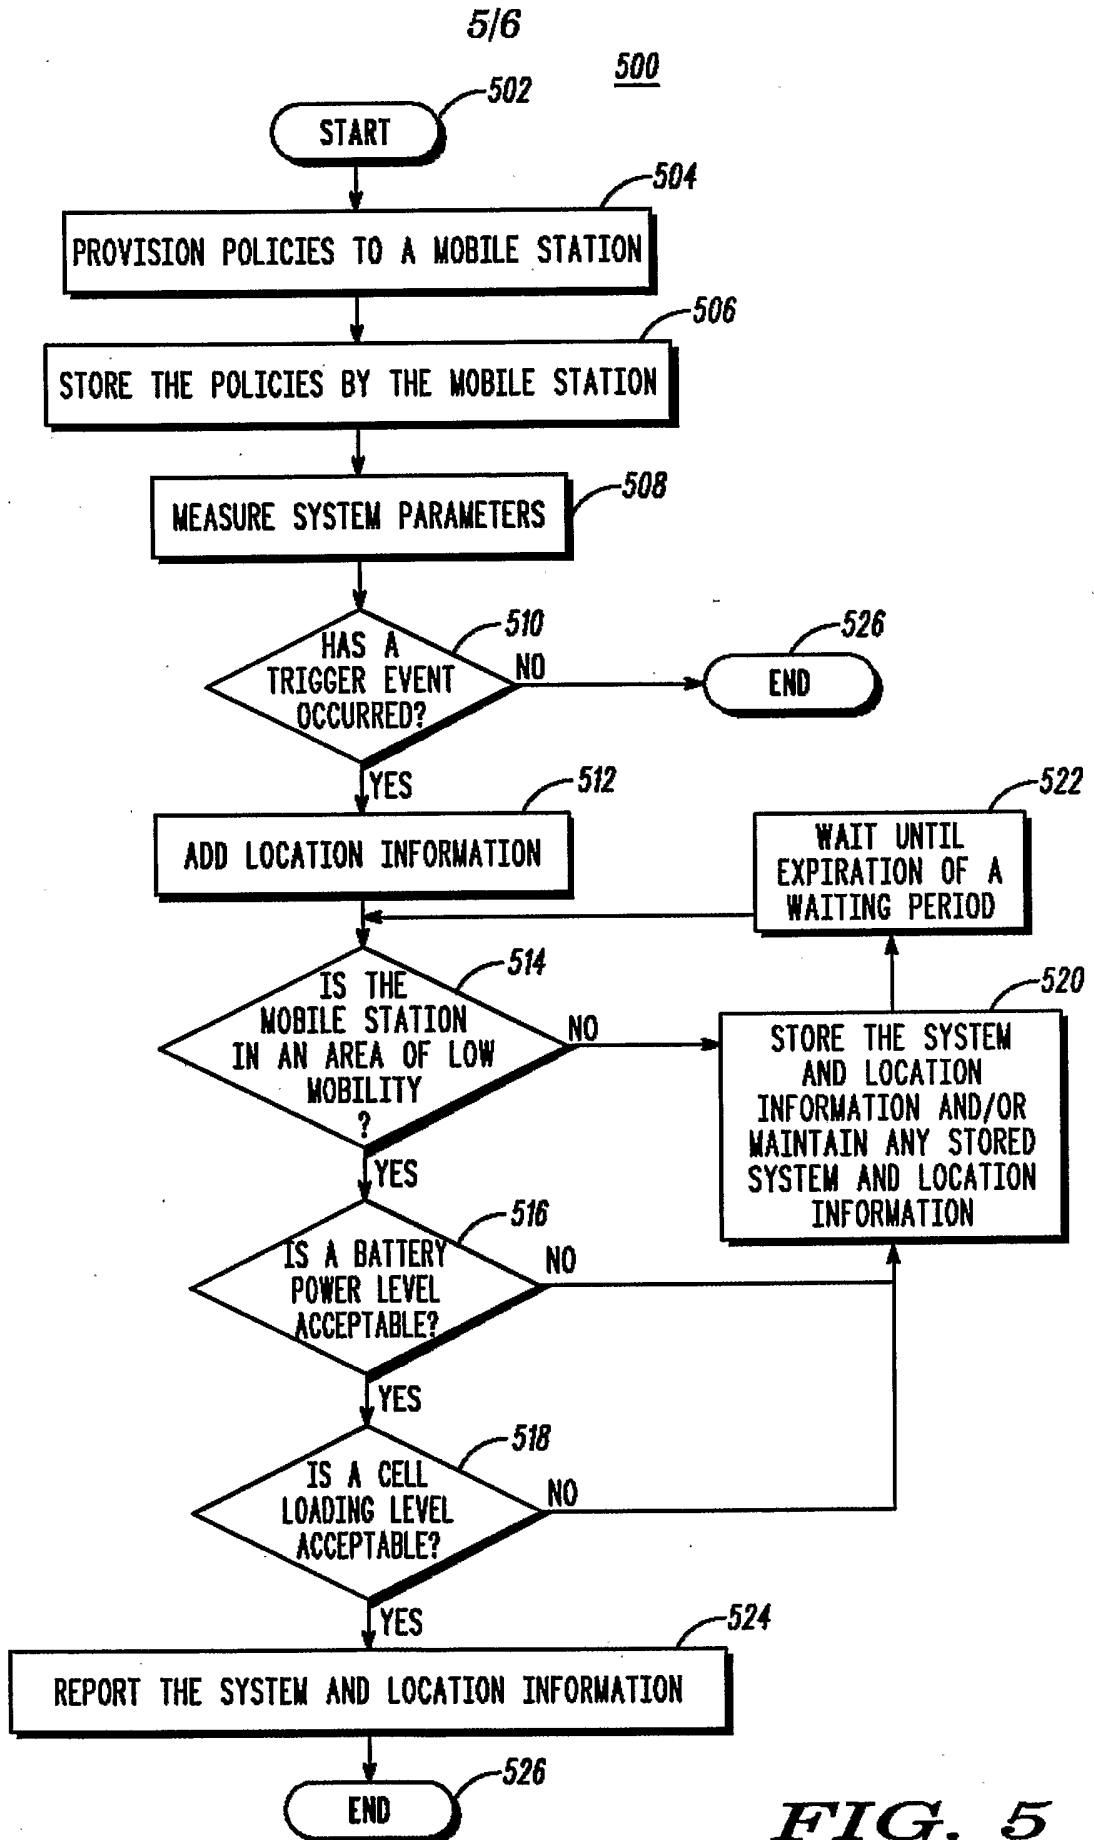 5/6
500
502
START
504
PROVISION POLICIES TO A MOBILE STATION
506
STORE THE POLICIES BY THE MOBILE STATION
508
MEASURE SYSTEM PARAMETERS
510
HAS A
TRIGGER EVENT
OCCURRED?
NO
526
END
YES
512
ADD LOCATION INFORMATION
522
WAIT UNTIL
EXPIRATION OF A
WAITING PERIOD
514
IS THE
MOBILE STATION
IN AN AREA OF LOW
MOBILITY
?
NO
520
STORE THE SYSTEM
AND LOCATION
INFORMATION AND/OR
MAINTAIN ANY STORED
SYSTEM AND LOCATION
INFORMATION
YES
516
IS A BATTERY
POWER LEVEL
ACCEPTABLE?
NO
YES
518
IS A CELL
LOADING LEVEL
ACCEPTABLE?
NO
YES
524
REPORT THE SYSTEM AND LOCATION INFORMATION
526
END
FIG. 5